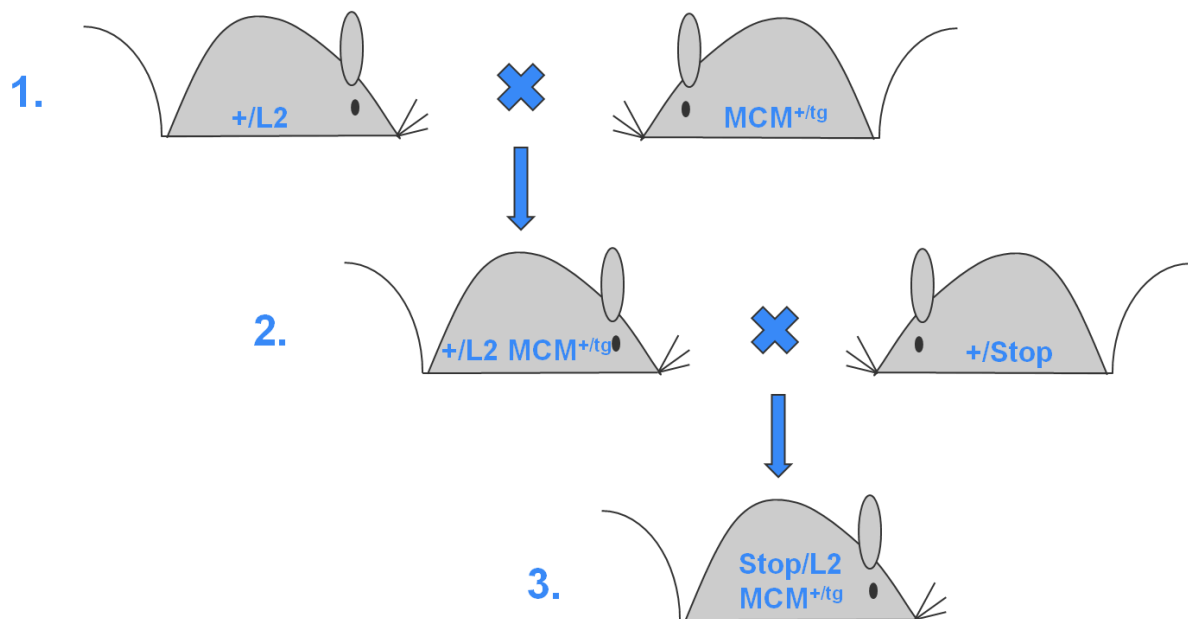 1.
+/L2
MCM+/tg
2.
+/L2 MCM+/tg
+/Stop
3.
Stop/L2
MCM+/tg